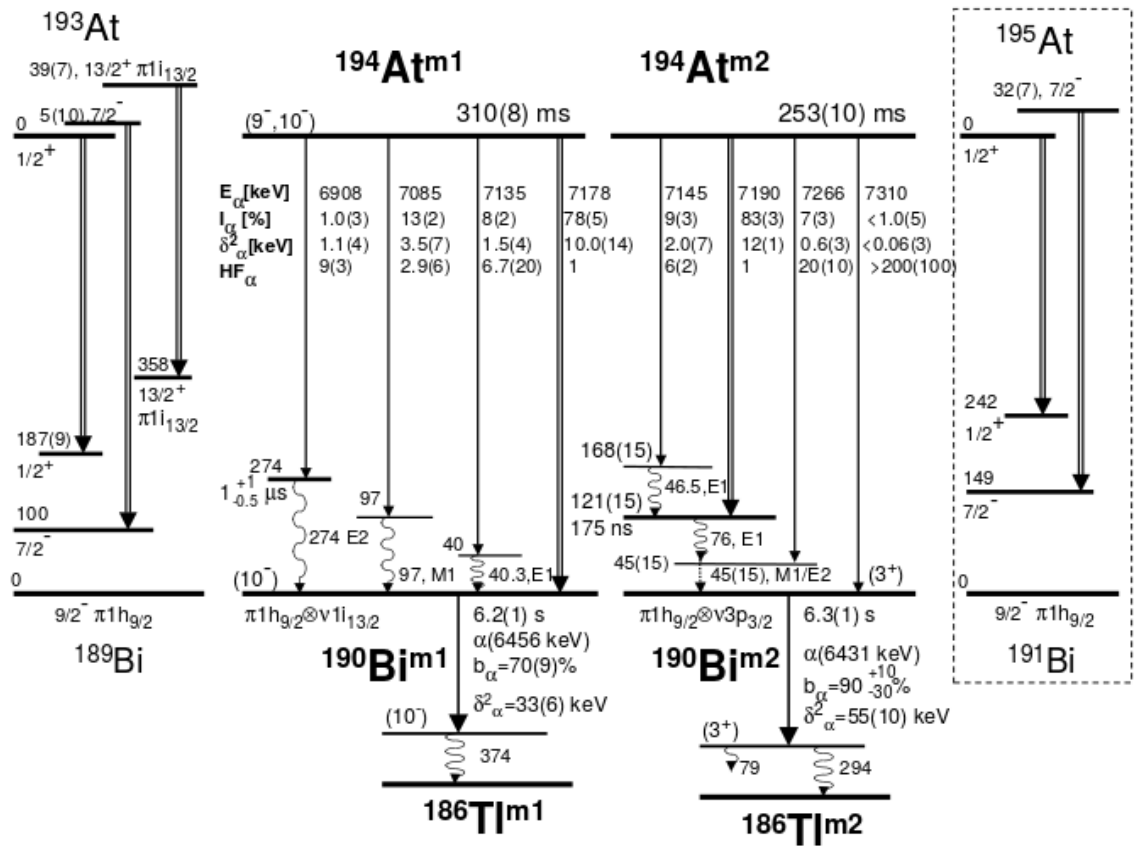 ¹⁹³At
39(7), 13/2⁺ π1i₁₃/₂
5(10),7/2⁻
0
1/2⁺
358
13/2⁺
π1i₁₃/₂
187(9)
1/2⁺
100
7/2⁻
0
9/2⁻ π1h₉/₂
¹⁸⁹Bi
¹⁹⁴Atᵐ¹
(9⁻,10⁻)
310(8) ms
¹⁹⁴Atᵐ²
253(10) ms
E_α[keV] 6908 7085 7135 7178 7145 7190 7266 7310
I_α [%] 1.0(3) 13(2) 8(2) 78(5) 9(3) 83(3) 7(3) <1.0(5)
δ²_α[keV] 1.1(4) 3.5(7) 1.5(4) 10.0(14) 2.0(7) 12(1) 0.6(3) <0.06(3)
HF_α 9(3) 2.9(6) 6.7(20) 1 6(2) 1 20(10) >200(100)
274
1 +1 -0.5 μs
274 E2
97
97, M1
40
40.3,E1
(10⁻)
π1h₉/₂⊗ν1i₁₃/₂
6.2(1) s
¹⁹⁰Biᵐ¹
α(6456 keV)
b_α=70(9)%
δ²_α=33(6) keV
(10⁻)
374
¹⁸⁶Tlᵐ¹
168(15)
46.5,E1
121(15)
175 ns
76, E1
45(15)
45(15), M1/E2
(3⁺)
π1h₉/₂⊗ν3p₃/₂
6.3(1) s
¹⁹⁰Biᵐ²
α(6431 keV)
b_α=90 +10 -30%
δ²_α=55(10) keV
(3⁺)
79
294
¹⁸⁶Tlᵐ²
¹⁹⁵At
32(7), 7/2⁻
0
1/2⁺
242
1/2⁺
149
7/2⁻
0
9/2⁻ π1h₉/₂
¹⁹¹Bi